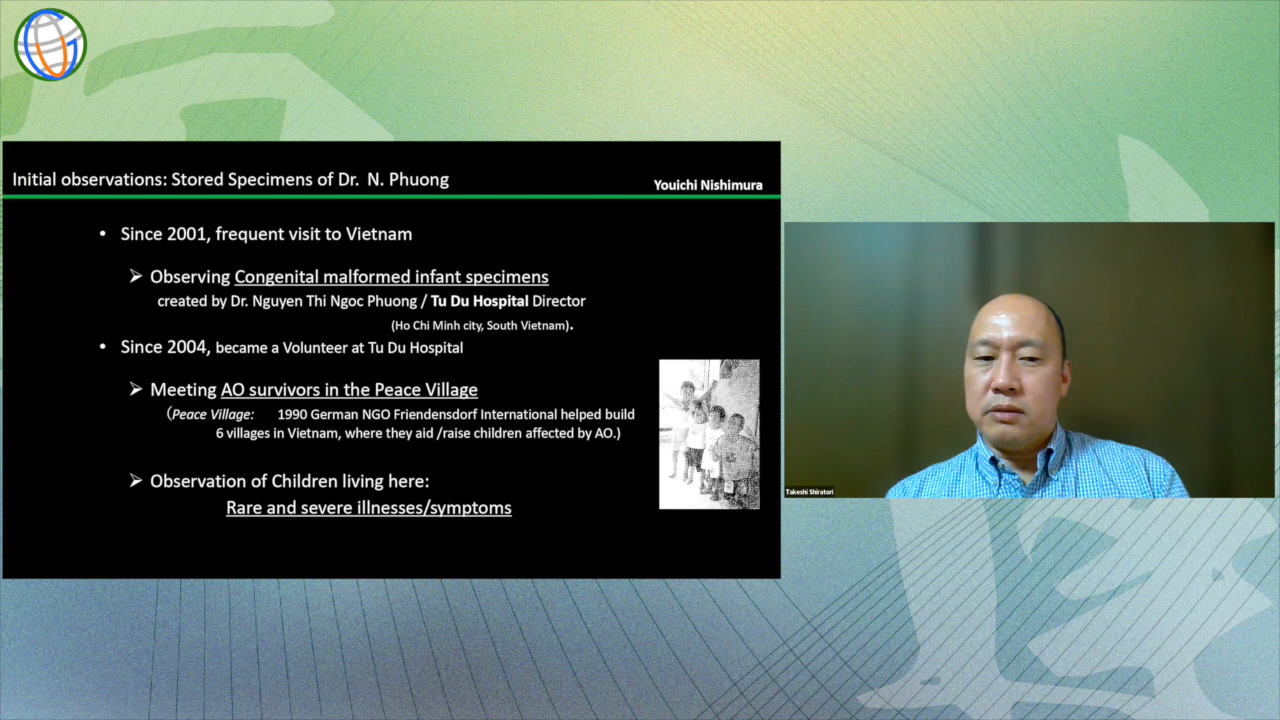 Initial observations: Stored Specimens of Dr. N. Phuong
Youichi Nishimura
• Since 2001, frequent visit to Vietnam
➢ Observing Congenital malformed infant specimens
created by Dr. Nguyen Thi Ngoc Phuong / Tu Du Hospital Director
(Ho Chi Minh city, South Vietnam).
• Since 2004, became a Volunteer at Tu Du Hospital
➢ Meeting AO survivors in the Peace Village
(Peace Village: 1990 German NGO Friendensdorf International helped build
6 villages in Vietnam, where they aid /raise children affected by AO.)
➢ Observation of Children living here:
Rare and severe illnesses/symptoms
Takeshi Shiratori